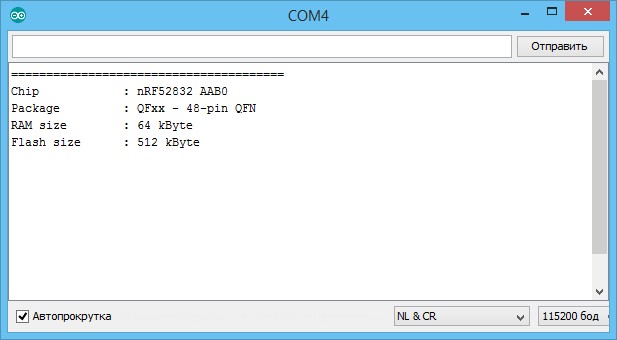 COM4
Отправить
=======================================
Chip            : nRF52832 AAB0
Package         : QFxx - 48-pin QFN
RAM size        : 64 kByte
Flash size      : 512 kByte
Автопрокрутка
NL & CR
115200 бод